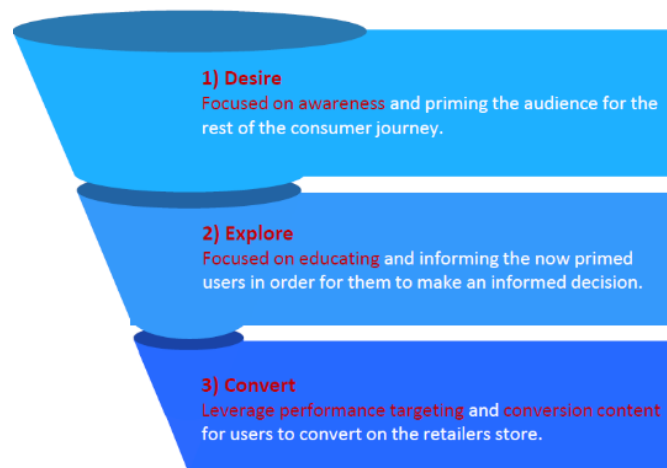 1) Desire
Focused on awareness and priming the audience for the
rest of the consumer journey.
2) Explore
Focused on educating and informing the now primed
users in order for them to make an informed decision.
3) Convert
Leverage performance targeting and conversion content
for users to convert on the retailers store.